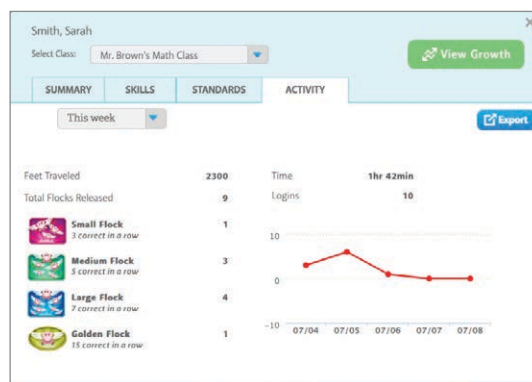 Smith, Sarah
Select Class: Mr. Brown's Math Class
View Growth
SUMMARY SKILLS STANDARDS ACTIVITY
This week
Export
Feet Traveled 2300
Total Flocks Released 9
Small Flock 1
3 correct in a row
Medium Flock 3
5 correct in a row
Large Flock 4
7 correct in a row
Golden Flock 1
15 correct in a row
Time 1hr 42min
Logins 10
10
0
-10
07/04 07/05 07/06 07/07 07/08